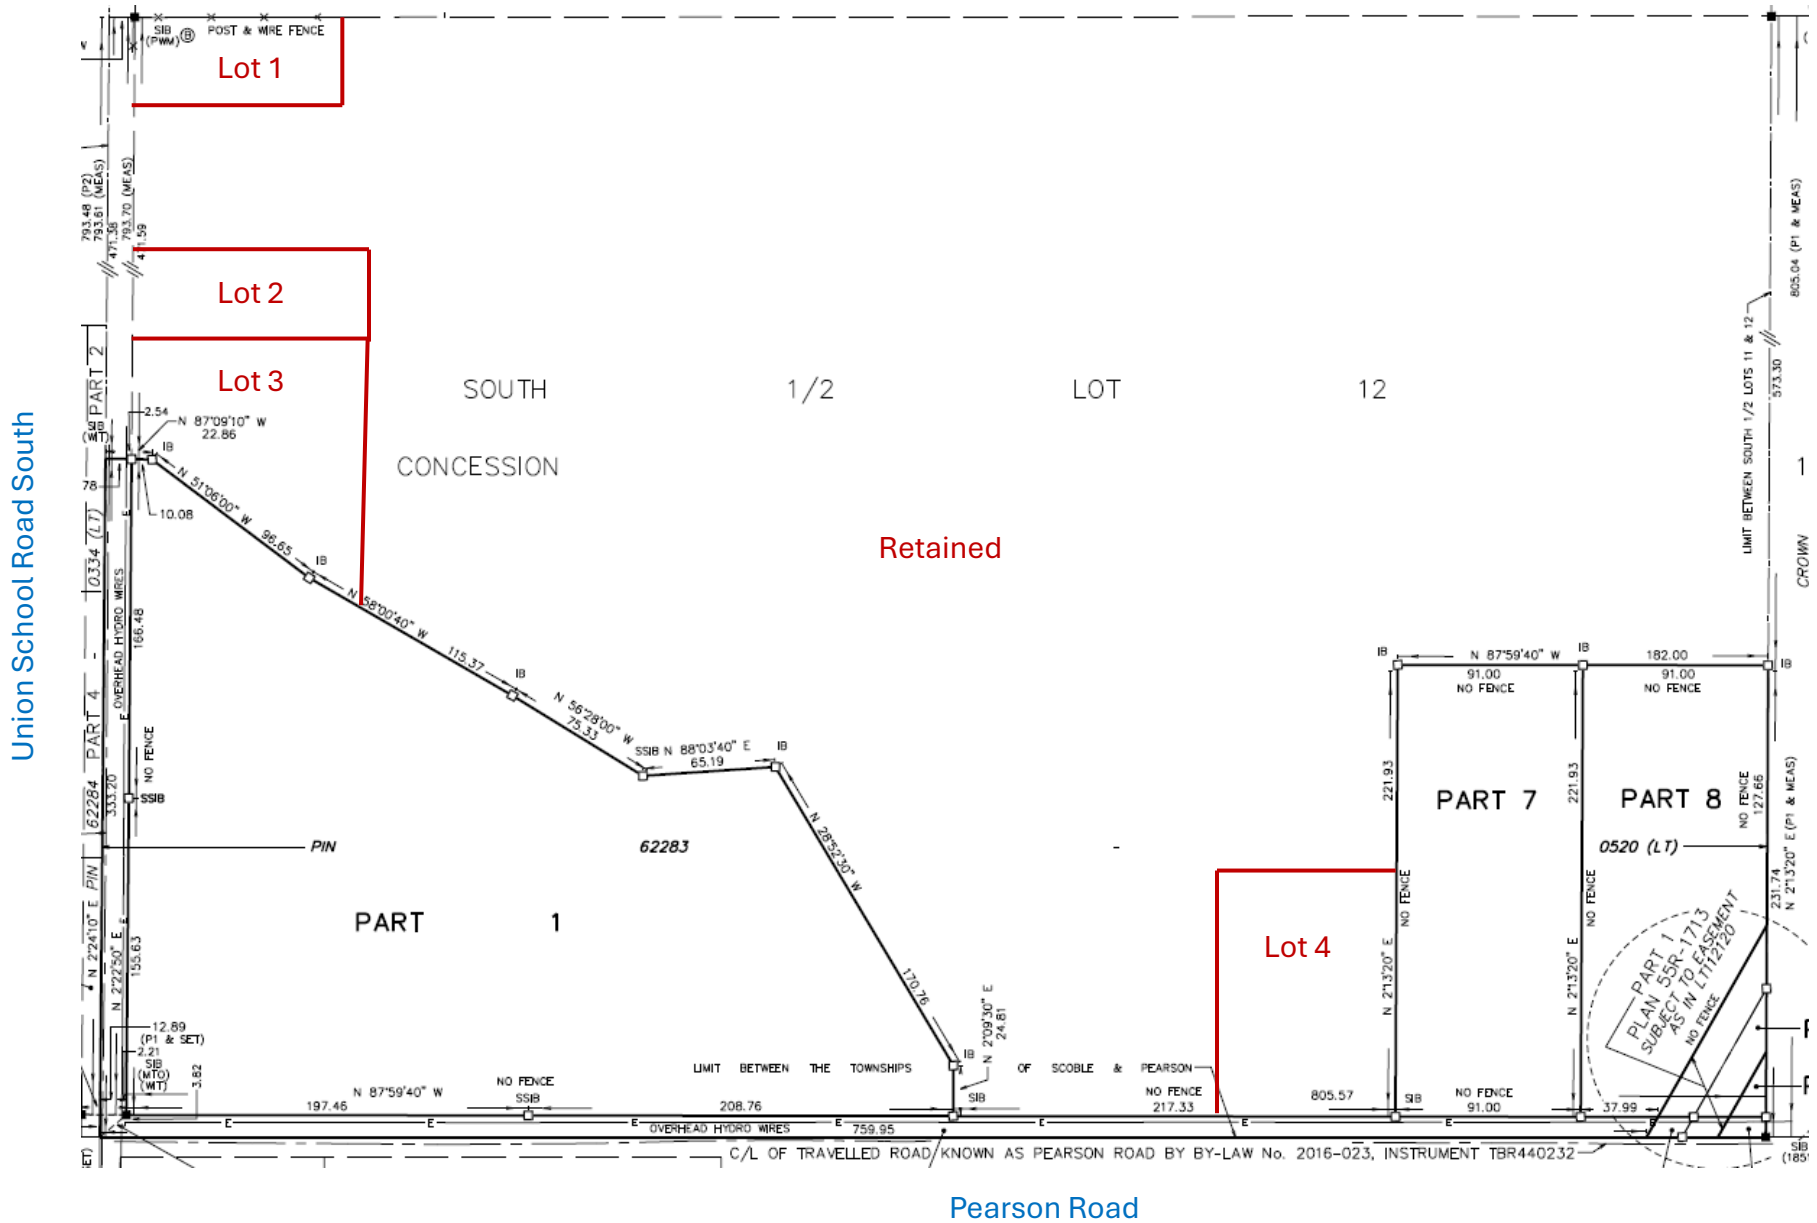 SIB
(PWM) B
POST & WIRE FENCE
W
Lot 1
793.48 (P2)
793.61 (MEAS)
471.38
793.70 (MEAS)
471.59
Lot 2
Lot 3
PART 2
SIB
(WIT)
2.54
N 87°09'10" W
22.86
IB
78
10.08
N 51°06'00" W
96.65
IB
SOUTH 1/2 LOT 12
CONCESSION
1
Retained
LIMIT BETWEEN SOUTH 1/2 LOTS 11 & 12
805.04 (P1 & MEAS)
573.30
CROWN
Union School Road South
0334 (LT)
OVERHEAD HYDRO WIRES
E
166.48
N 58°00'40" W
115.37
IB
N 56°28'00" W
75.33
SSIB N 88°03'40" E
65.19
IB
IB
N 87°59'40" W
IB
182.00
IB
91.00
NO FENCE
91.00
NO FENCE
62284 PART 4 -
333.20
E
NO FENCE
SSIB
PIN 62283 -
N 28°52'30" W
170.76
221.93
221.93
PART 7
PART 8
NO FENCE
127.66
0520 (LT)
N 2°13'20" E (P1 & MEAS)
231.74
PART 1
NO FENCE
NO FENCE
Lot 4
N 2°13'20" E
N 2°13'20" E
PART 1
PLAN 55R-1713
SUBJECT TO EASEMENT
AS IN LT112120
NO FENCE
N 2°24'10" E PIN
N 2°22'50" E
E
155.63
12.89
(P1 & SET)
2.21
SIB
(MTO)
(WIT)
3.82
IB
N 2°09'30" E
24.81
LIMIT BETWEEN THE TOWNSHIPS OF SCOBLE & PEARSON
N 87°59'40" W
NO FENCE
SSIB
SIB
NO FENCE
805.57
SIB
NO FENCE
197.46
208.76
217.33
91.00
37.99
E E E E E E E E
OVERHEAD HYDRO WIRES 759.95
C/L OF TRAVELLED ROAD KNOWN AS PEARSON ROAD BY BY-LAW No. 2016-023, INSTRUMENT TBR440232
SIB
(185
SET)
Pearson Road